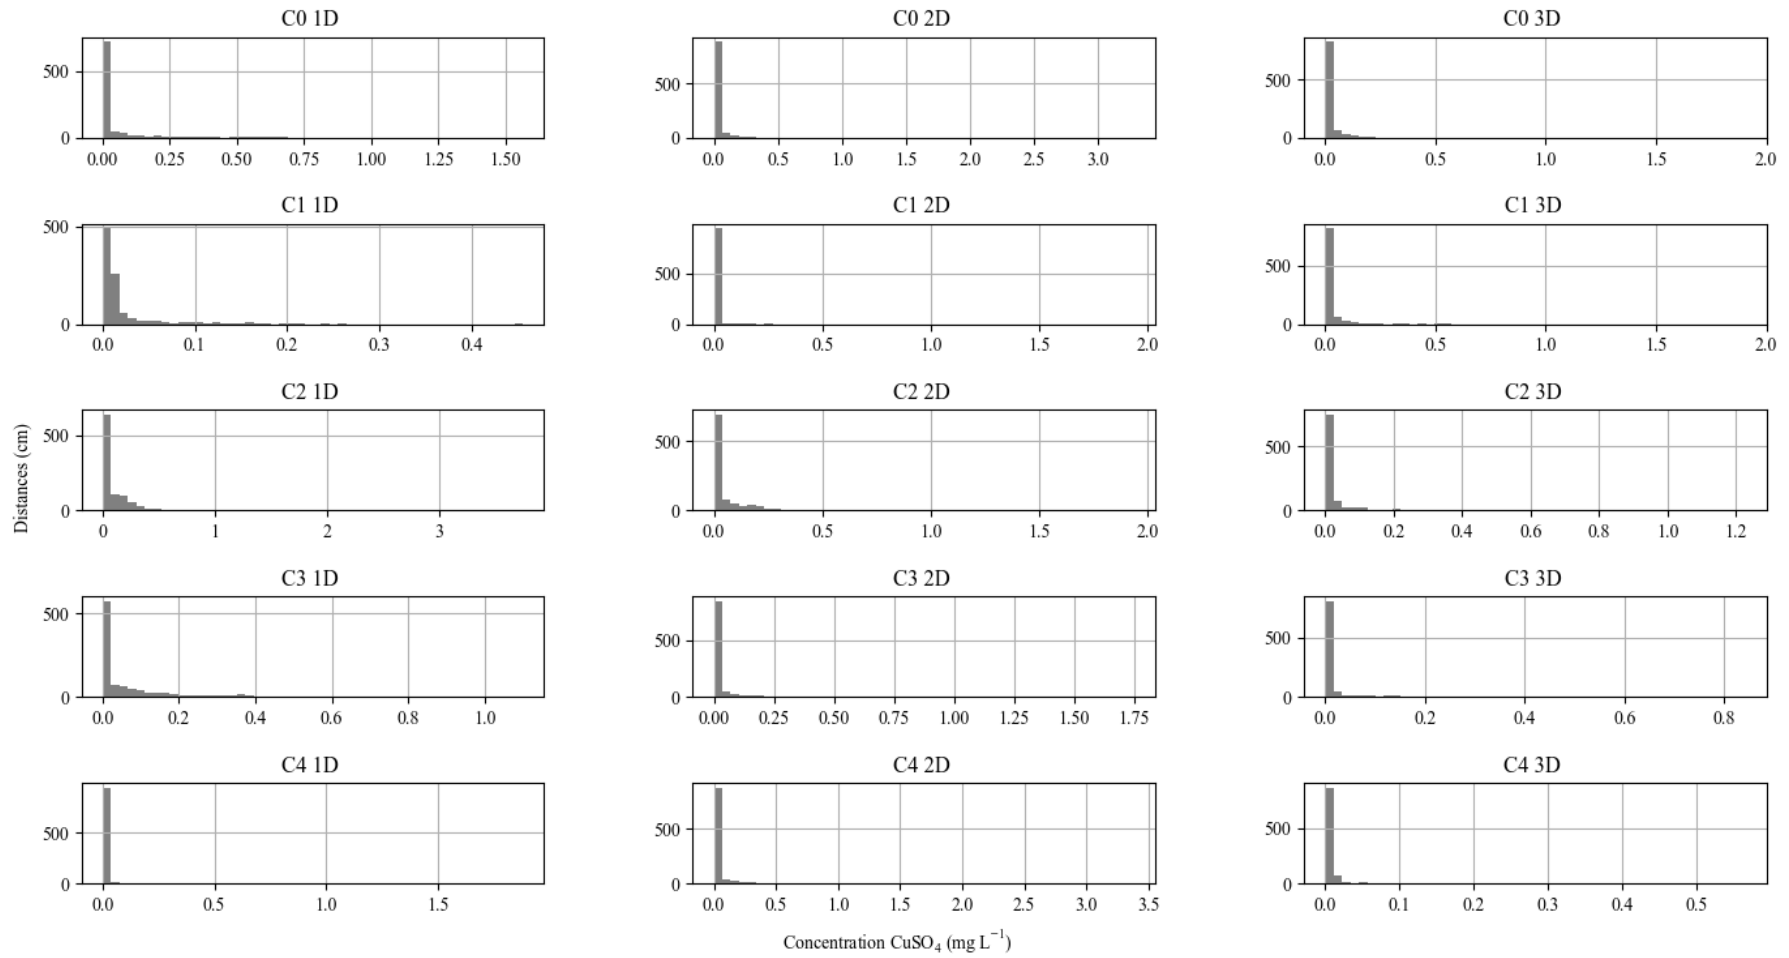 C0 1D
C0 2D
C0 3D
500
0
0.00 0.25 0.50 0.75 1.00 1.25 1.50
500
0
0.0 0.5 1.0 1.5 2.0 2.5 3.0
500
0
0.0 0.5 1.0 1.5 2.0
C1 1D
C1 2D
C1 3D
500
0
0.0 0.1 0.2 0.3 0.4
500
0
0.0 0.5 1.0 1.5 2.0
500
0
0.0 0.5 1.0 1.5 2.0
C2 1D
C2 2D
C2 3D
Distances (cm)
500
0
0 1 2 3
500
0
0.0 0.5 1.0 1.5 2.0
500
0
0.0 0.2 0.4 0.6 0.8 1.0 1.2
C3 1D
C3 2D
C3 3D
500
0
0.0 0.2 0.4 0.6 0.8 1.0
500
0
0.00 0.25 0.50 0.75 1.00 1.25 1.50 1.75
500
0
0.0 0.2 0.4 0.6 0.8
C4 1D
C4 2D
C4 3D
500
0
0.0 0.5 1.0 1.5
500
0
0.0 0.5 1.0 1.5 2.0 2.5 3.0 3.5
500
0
0.0 0.1 0.2 0.3 0.4 0.5
Concentration CuSO₄ (mg L⁻¹)